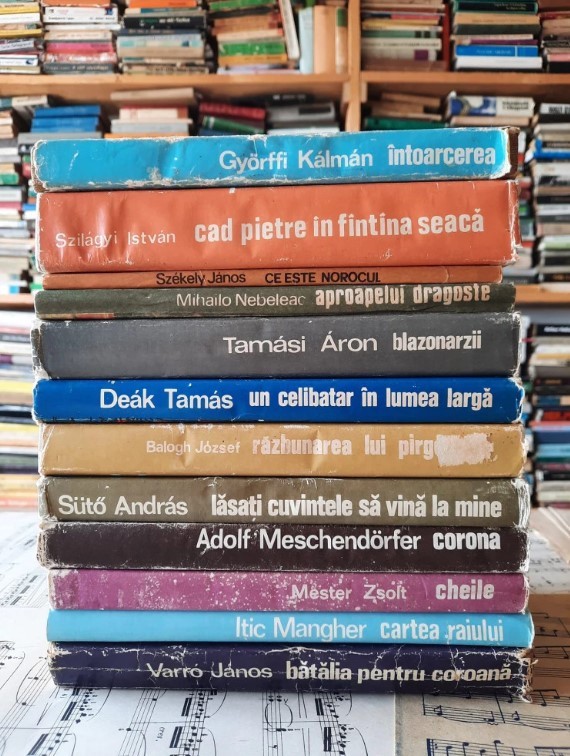 Györffi Kálmán întoarcerea
Szilágyi István cad pietre în fîntîna seacă
Székely János CE ESTE NOROCUL
Mihailo Nebeleac aproapelui dragoste
Tamási Áron blazonarzii
Deák Tamás un celibatar în lumea largă
Balogh József răzbunarea lui
Sütő András lăsați cuvintele să vină la mine
Adolf Meschendörfer corona
Mester Zsolt cheile
Itic Mangher cartea raiului
Varró János bătălia pentru coroană